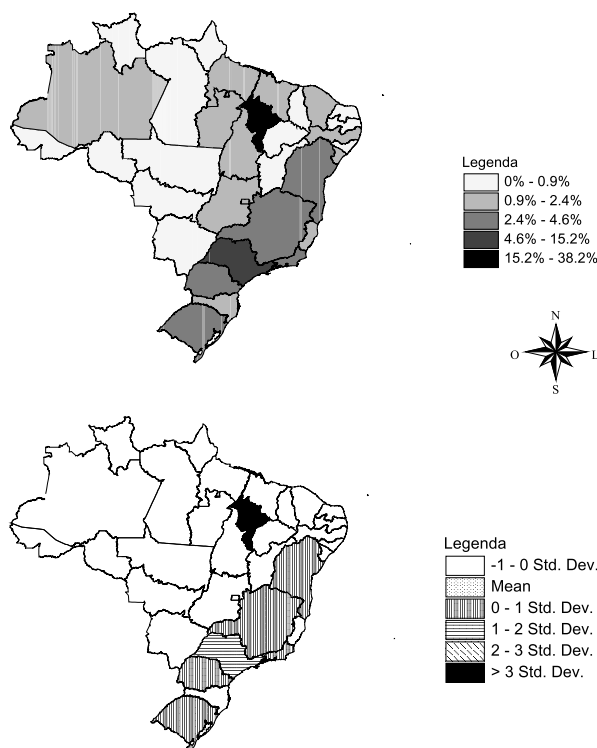 Legenda
0% - 0.9%
0.9% - 2.4%
2.4% - 4.6%
4.6% - 15.2%
15.2% - 38.2%
N
O L
S
Legenda
-1 - 0 Std. Dev.
Mean
0 - 1 Std. Dev.
1 - 2 Std. Dev.
2 - 3 Std. Dev.
> 3 Std. Dev.